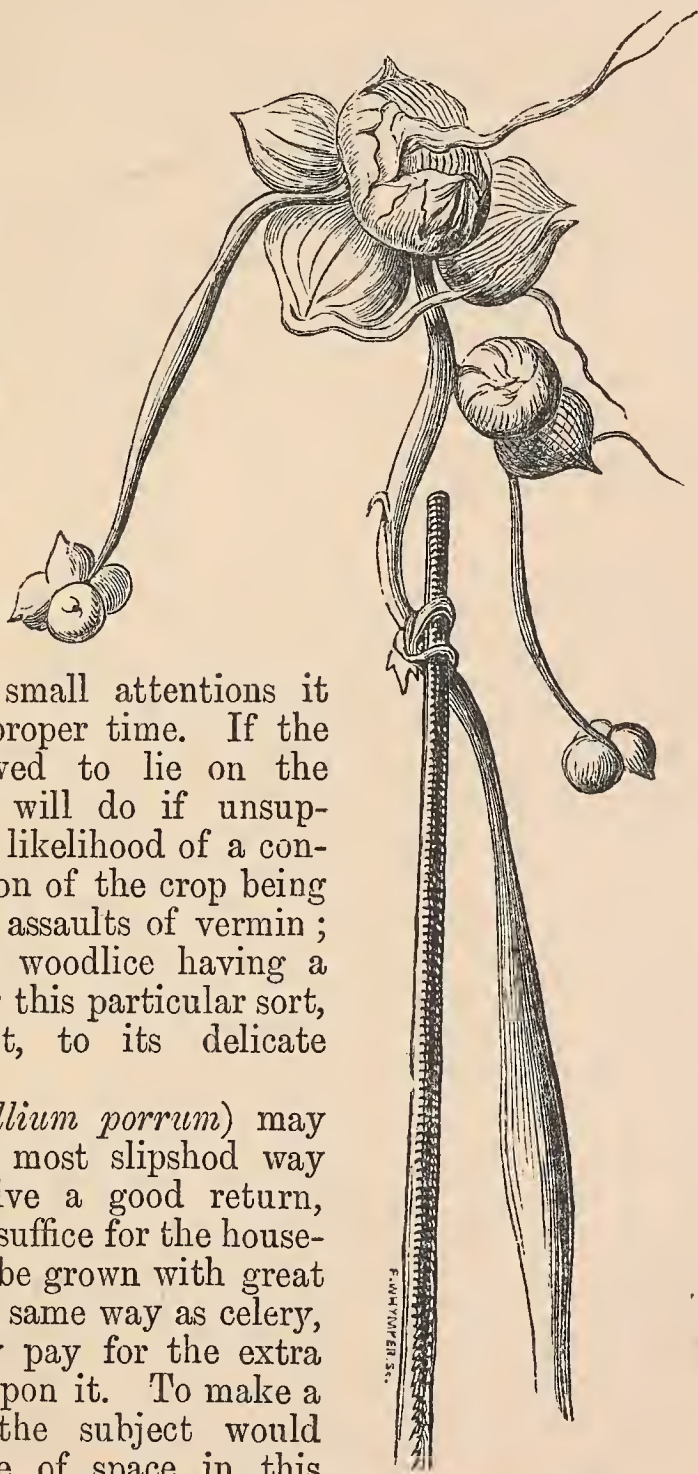 small attentions it
proper time. If the
ved to lie on the
will do if unsup-
likelihood of a con-
on of the crop being
assaults of vermin ;
woodlice having a
this particular sort,
t, to its delicate
llium porrum) may
most slipshod way
ive a good return,
suffice for the house-
be grown with great
same way as celery,
y pay for the extra
pon it. To make a
the subject would
e of space in this
F.WHYMPER.Sc.